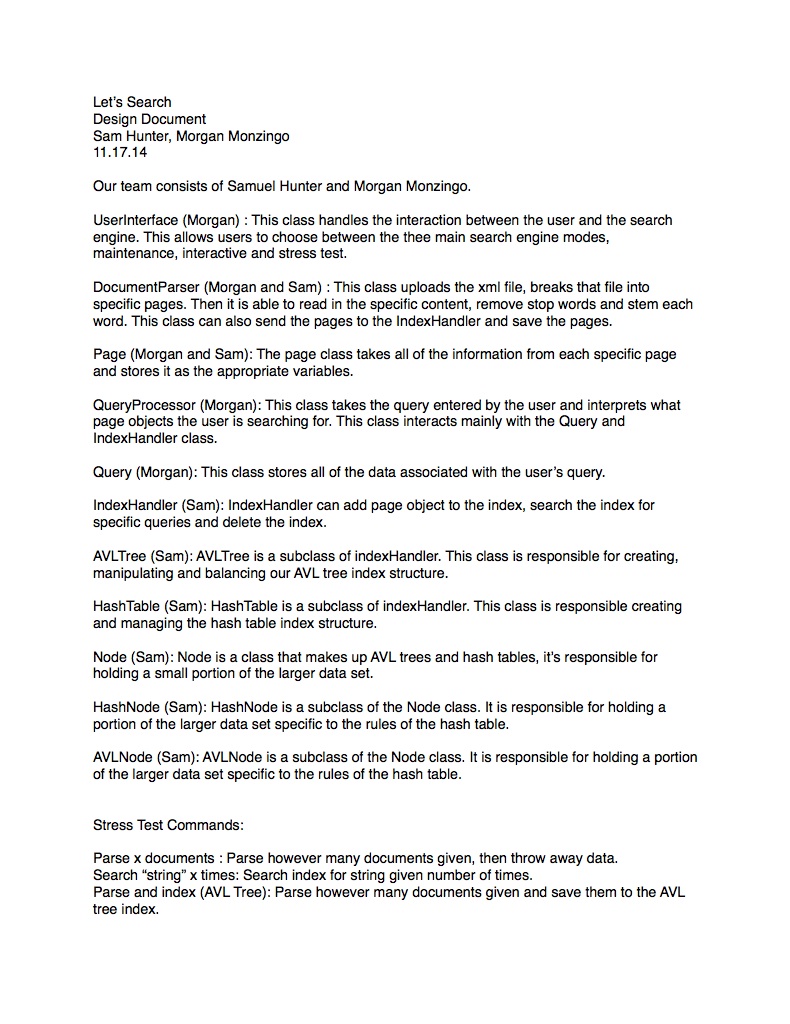 Let’s Search
Design Document
Sam Hunter, Morgan Monzingo
11.17.14
Our team consists of Samuel Hunter and Morgan Monzingo.
UserInterface (Morgan) : This class handles the interaction between the user and the search
engine. This allows users to choose between the thee main search engine modes,
maintenance, interactive and stress test.
DocumentParser (Morgan and Sam) : This class uploads the xml file, breaks that file into
specific pages. Then it is able to read in the specific content, remove stop words and stem each
word. This class can also send the pages to the IndexHandler and save the pages.
Page (Morgan and Sam): The page class takes all of the information from each specific page
and stores it as the appropriate variables.
QueryProcessor (Morgan): This class takes the query entered by the user and interprets what
page objects the user is searching for. This class interacts mainly with the Query and
IndexHandler class.
Query (Morgan): This class stores all of the data associated with the user’s query.
IndexHandler (Sam): IndexHandler can add page object to the index, search the index for
specific queries and delete the index.
AVLTree (Sam): AVLTree is a subclass of indexHandler. This class is responsible for creating,
manipulating and balancing our AVL tree index structure.
HashTable (Sam): HashTable is a subclass of indexHandler. This class is responsible creating
and managing the hash table index structure.
Node (Sam): Node is a class that makes up AVL trees and hash tables, it’s responsible for
holding a small portion of the larger data set.
HashNode (Sam): HashNode is a subclass of the Node class. It is responsible for holding a
portion of the larger data set specific to the rules of the hash table.
AVLNode (Sam): AVLNode is a subclass of the Node class. It is responsible for holding a portion
of the larger data set specific to the rules of the hash table.
Stress Test Commands:
Parse x documents : Parse however many documents given, then throw away data.
Search “string” x times: Search index for string given number of times.
Parse and index (AVL Tree): Parse however many documents given and save them to the AVL
tree index.